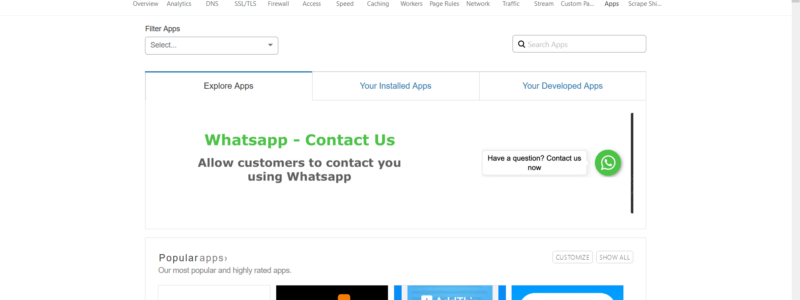 Overview Analytics DNS SSL/TLS Firewall Access Speed Caching Workers Page Rules Network Traffic Stream Custom Pa... Apps Scrape Shi...
Filter Apps
Select...
Search Apps
Explore Apps Your Installed Apps Your Developed Apps
Whatsapp - Contact Us
Allow customers to contact you
using Whatsapp
Have a question? Contact us
now
Popular apps›
CUSTOMIZE SHOW ALL
Our most popular and highly rated apps.
AddThis